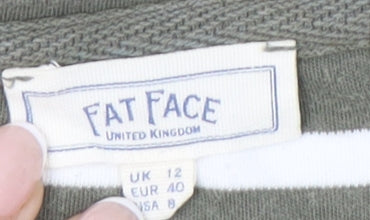 FAT FACE
UNITED KINGDOM
UK 12
EUR 40
USA 8